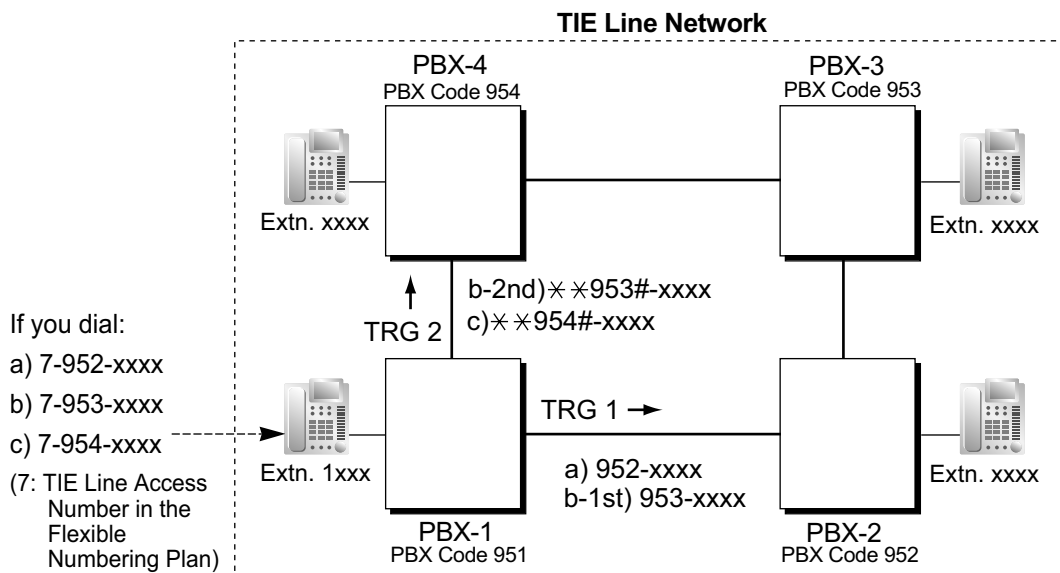 TIE Line Network
PBX-4
PBX Code 954
PBX-3
PBX Code 953
Extn. xxxx
Extn. xxxx
b-2nd)✳✳953#-xxxx
c)✳✳954#-xxxx
TRG 2
If you dial:
a) 7-952-xxxx
b) 7-953-xxxx
c) 7-954-xxxx
(7: TIE Line Access
Number in the
Flexible
Numbering Plan)
Extn. 1xxx
TRG 1
a) 952-xxxx
b-1st) 953-xxxx
Extn. xxxx
PBX-1
PBX Code 951
PBX-2
PBX Code 952